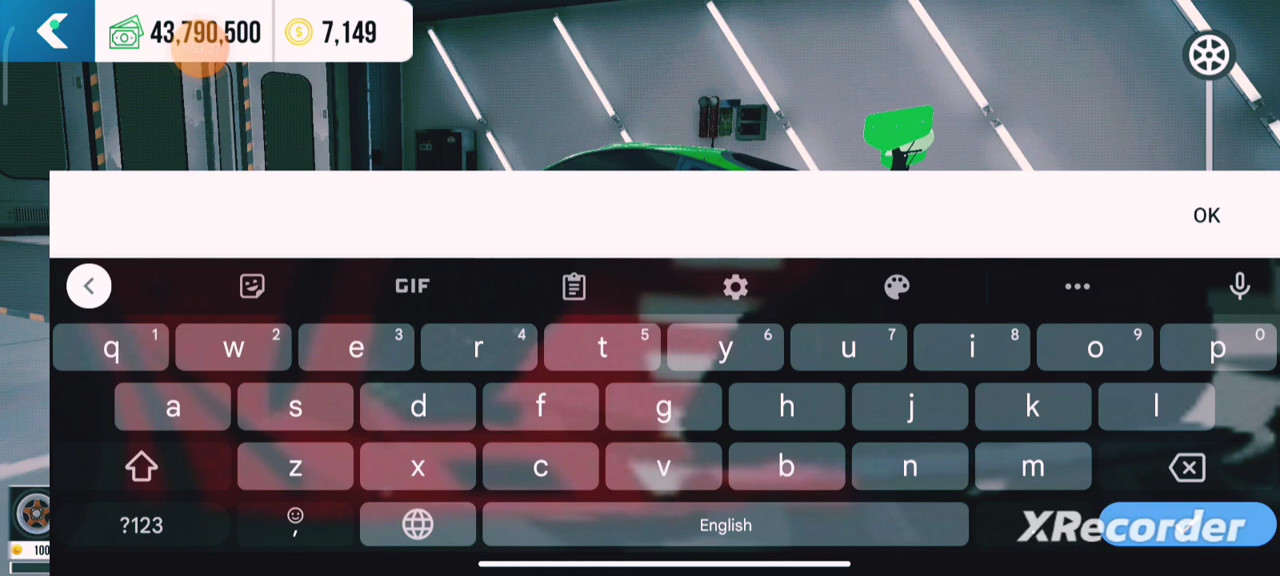 43,790,500 7,149
OK
GIF
q 1 w 2 e 3 r 4 t 5 y 6 u 7 i 8 o 9 p 0
a s d f g h j k l
z x c v b n m
?123 , English
XRecorder
100